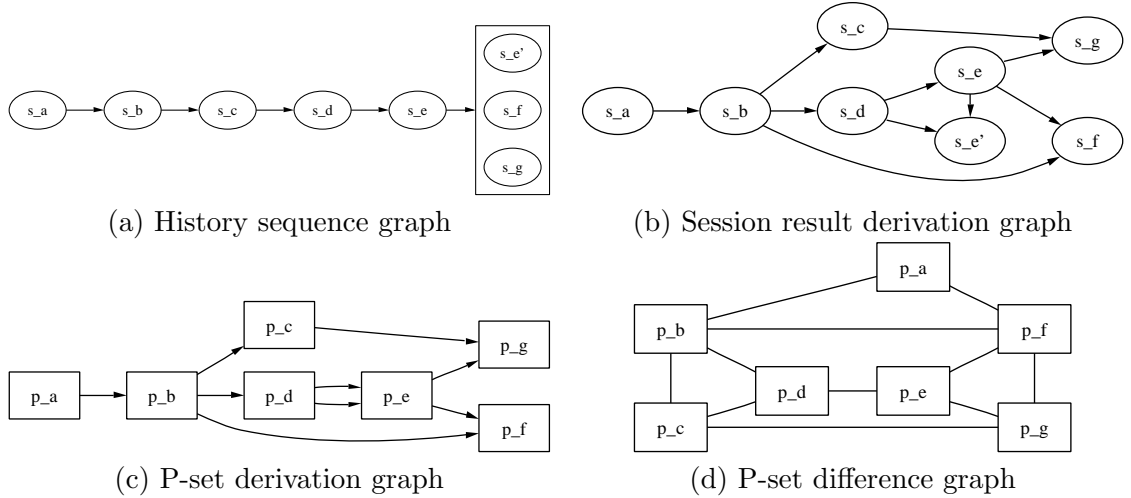 s_a
s_b
s_c
s_d
s_e
s_e'
s_f
s_g
(a) History sequence graph
s_a
s_b
s_c
s_d
s_e
s_e'
s_g
s_f
(b) Session result derivation graph
p_a
p_b
p_c
p_d
p_e
p_g
p_f
(c) P-set derivation graph
p_a
p_b
p_f
p_d
p_e
p_c
p_g
(d) P-set difference graph